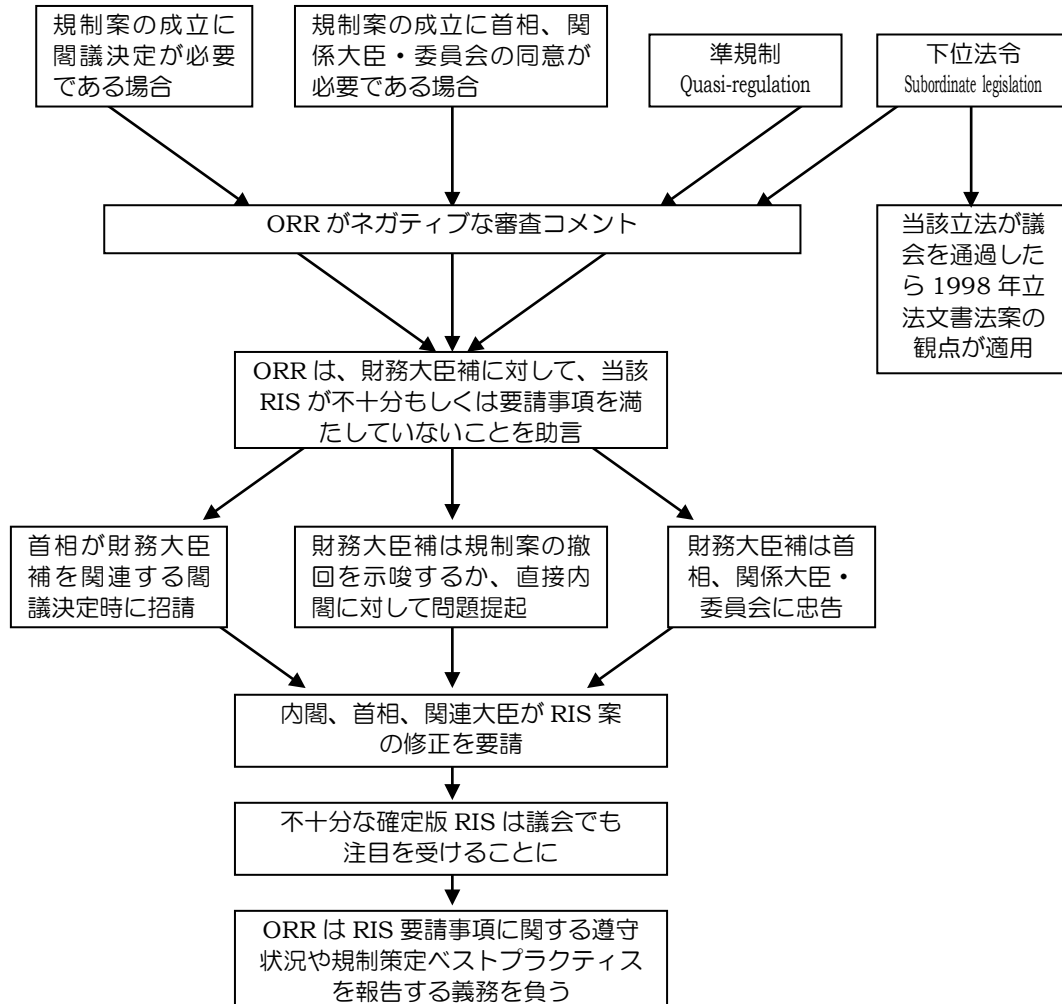 規制案の成立に
閣議決定が必要
である場合
規制案の成立に首相、関
係大臣・委員会の同意が
必要である場合
準規制
Quasi-regulation
下位法令
Subordinate legislation
ORR がネガティブな審査コメント
当該立法が議
会を通過した
ら 1998 年立
法文書法案の
観点が適用
ORR は、財務大臣補に対して、当該
RIS が不十分もしくは要請事項を満
たしていないことを助言
首相が財務大臣
補を関連する閣
議決定時に招請
財務大臣補は規制案の撤
回を示唆するか、直接内
閣に対して問題提起
財務大臣補は首
相、関係大臣・
委員会に忠告
内閣、首相、関連大臣が RIS 案
の修正を要請
不十分な確定版 RIS は議会でも
注目を受けることに
ORR は RIS 要請事項に関する遵守
状況や規制策定ベストプラクティス
を報告する義務を負う